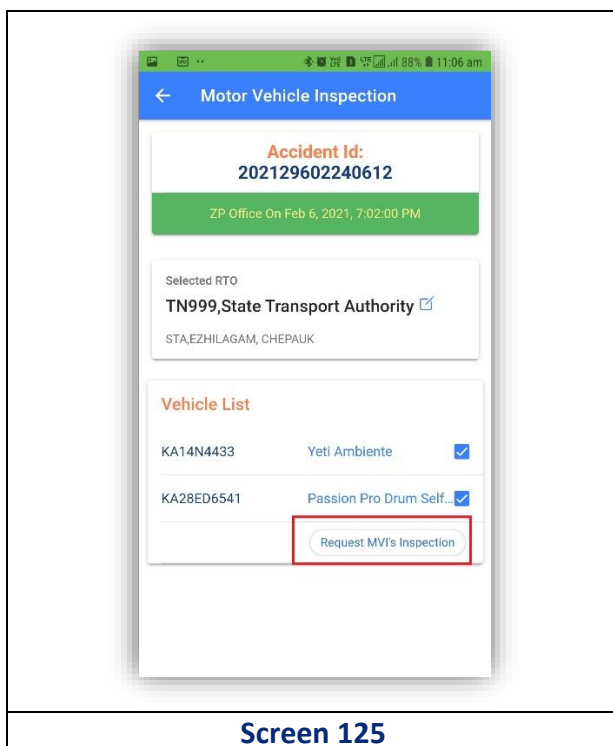 88% 11:06 am
Motor Vehicle Inspection
Accident Id:
202129602240612
ZP Office On Feb 6, 2021, 7:02:00 PM
Selected RTO
TN999,State Transport Authority
STA,EZHILAGAM, CHEPAUK
Vehicle List
KA14N4433 Yeti Ambiente
KA28ED6541 Passion Pro Drum Self...
Request MVI's Inspection
Screen 125